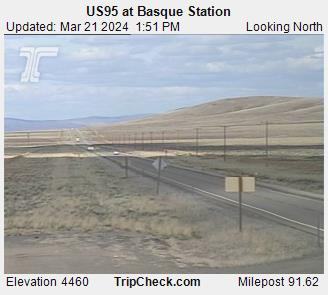 US95 at Basque Station
Updated: Mar 21 2024 1:51 PM Looking North
Elevation 4460 TripCheck.com Milepost 91.62